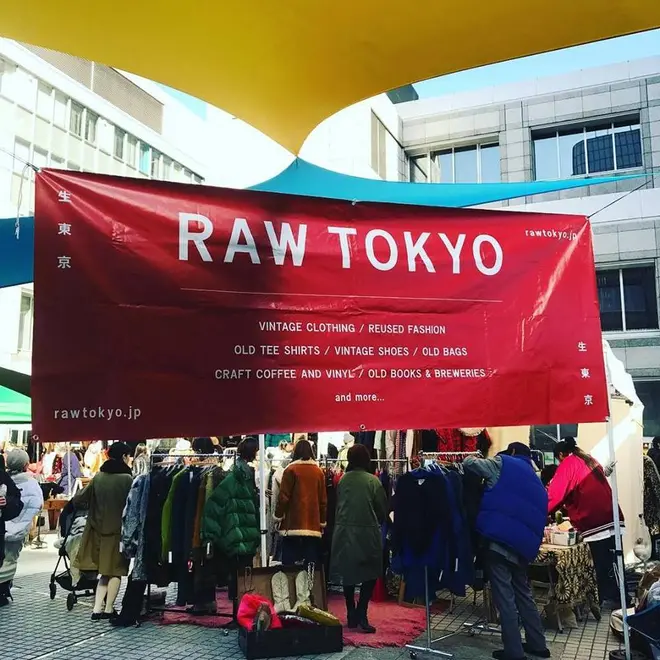 生東京
RAW TOKYO
rawtokyo.jp
VINTAGE CLOTHING / REUSED FASHION
OLD TEE SHIRTS / VINTAGE SHOES / OLD BAGS
CRAFT COFFEE AND VINYL / OLD BOOKS & BREWERIES
and more...
rawtokyo.jp
生東京